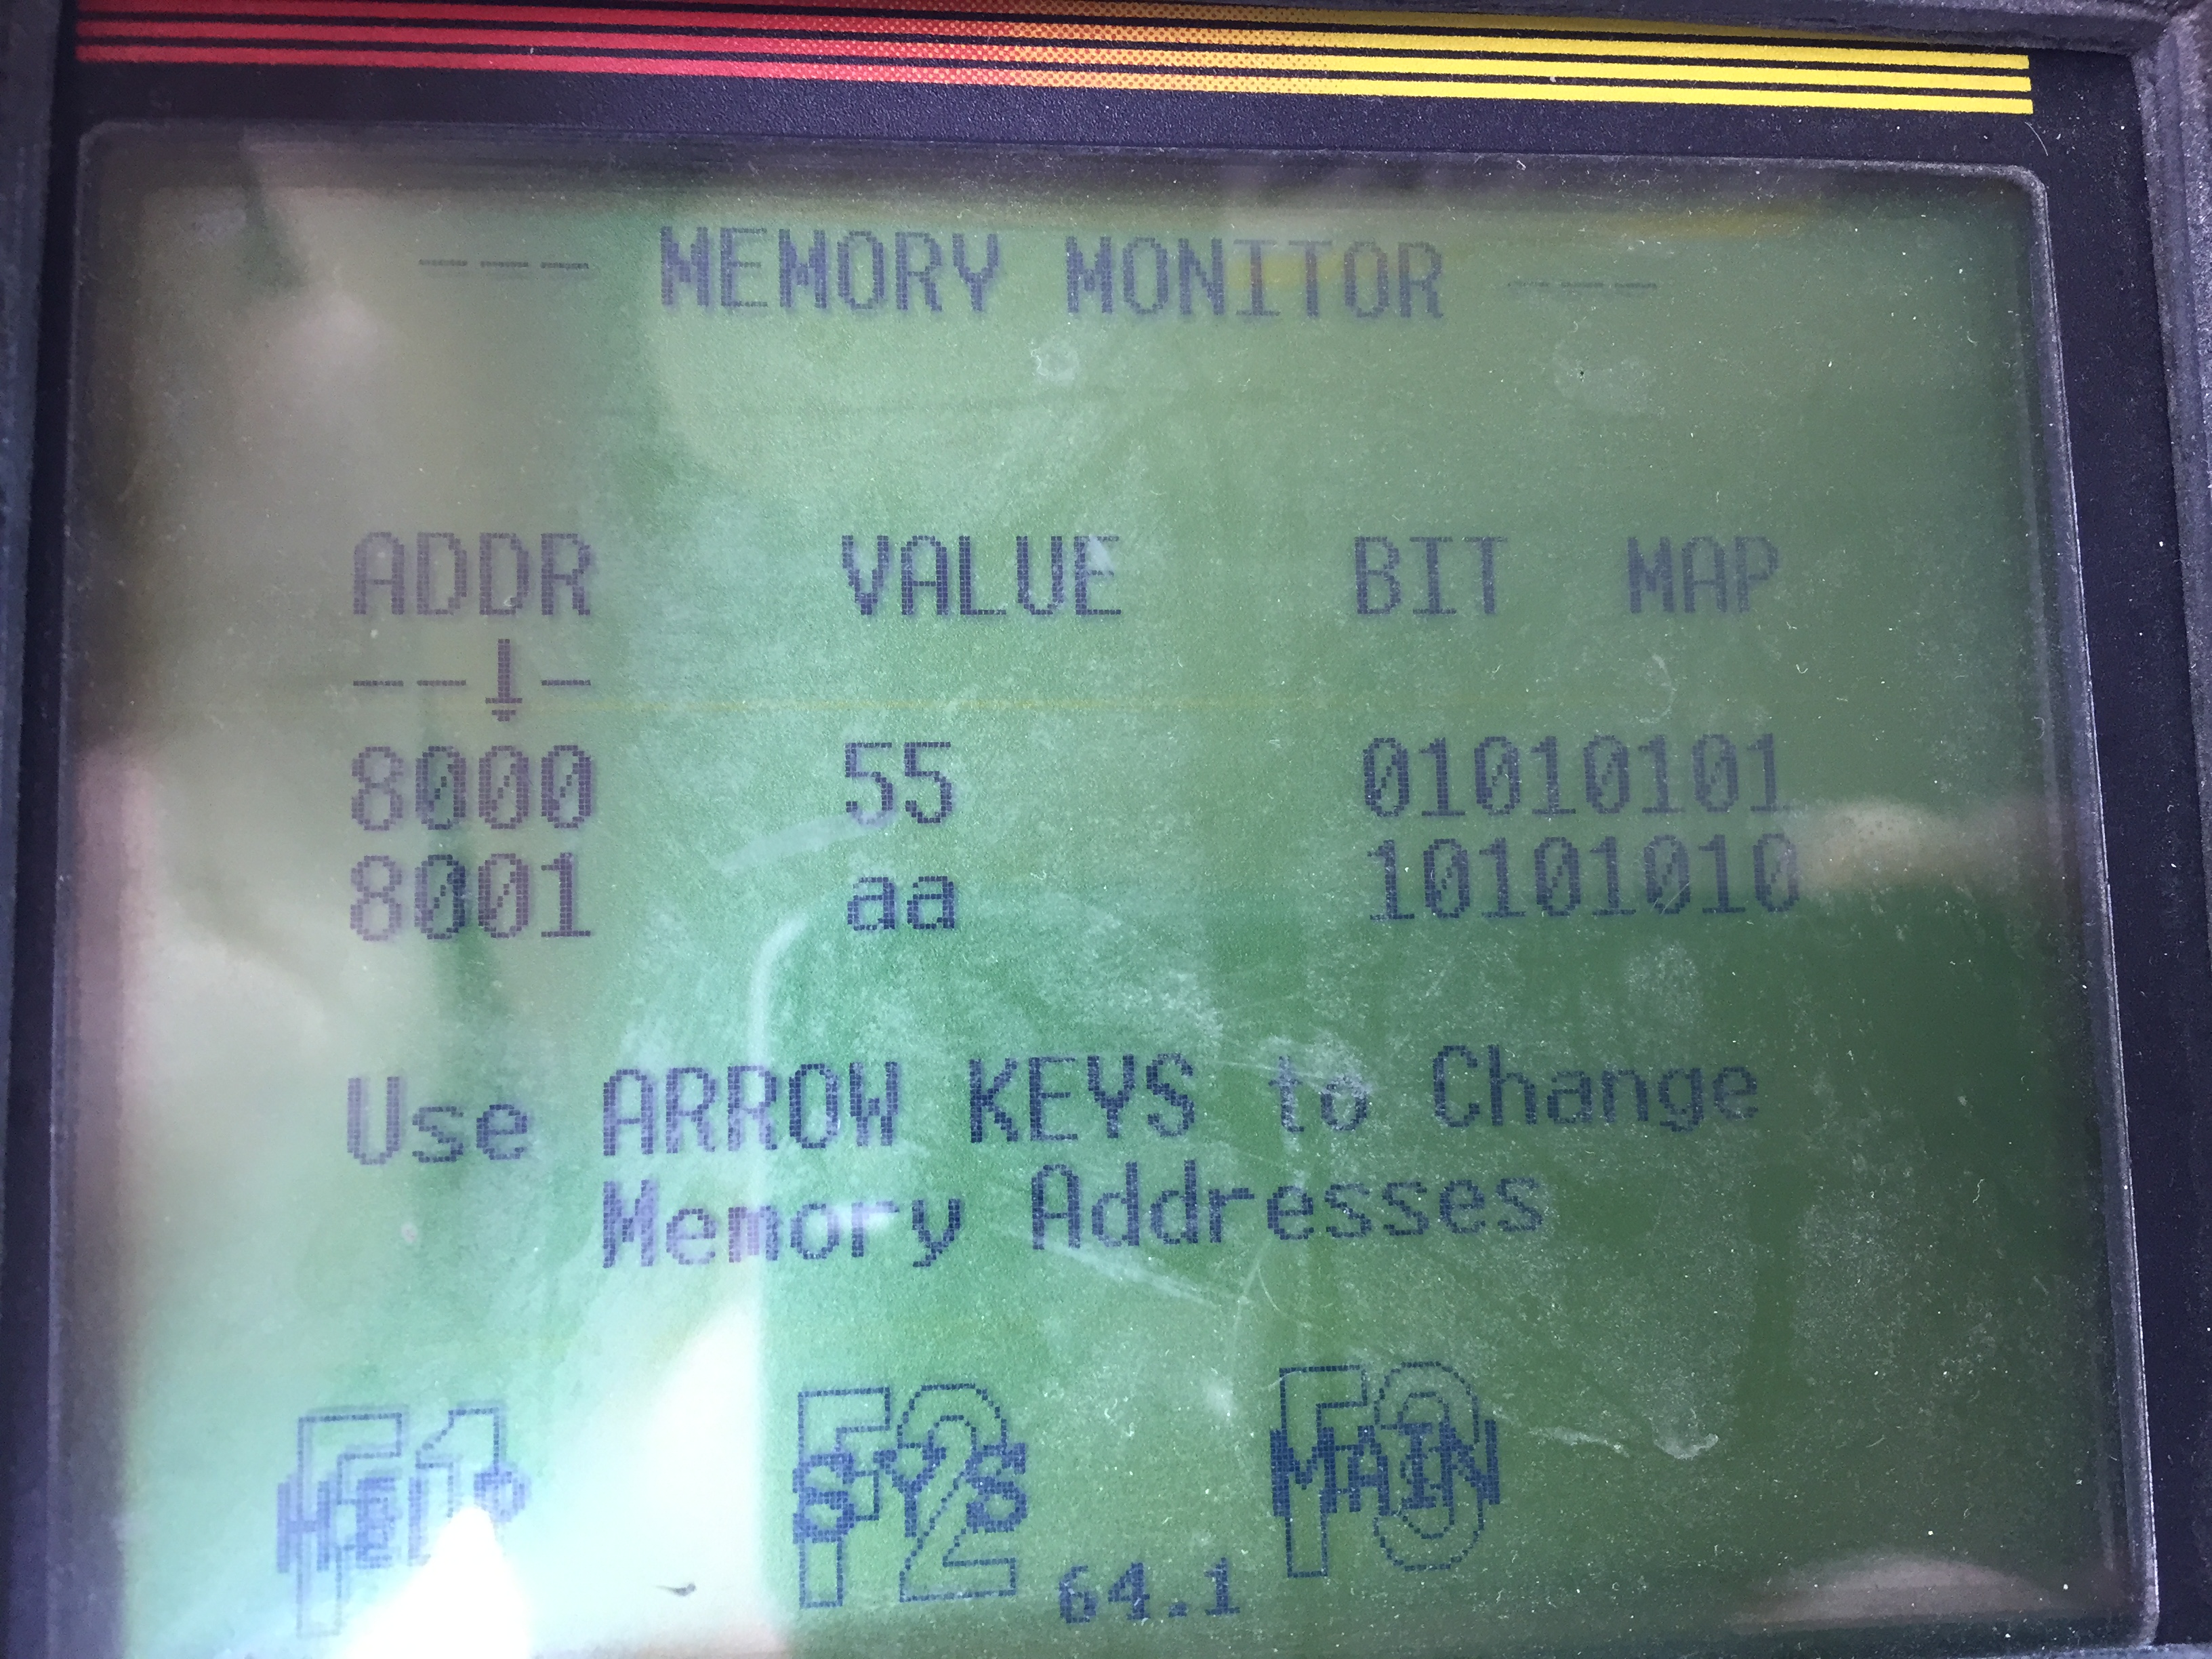 --- MEMORY MONITOR ---
ADDR VALUE BIT MAP
--↓-
8000 55 01010101
8001 aa 10101010
Use ARROW KEYS to Change
Memory Addresses
F1 F2 F3
HELP SYS MAIN
64.1